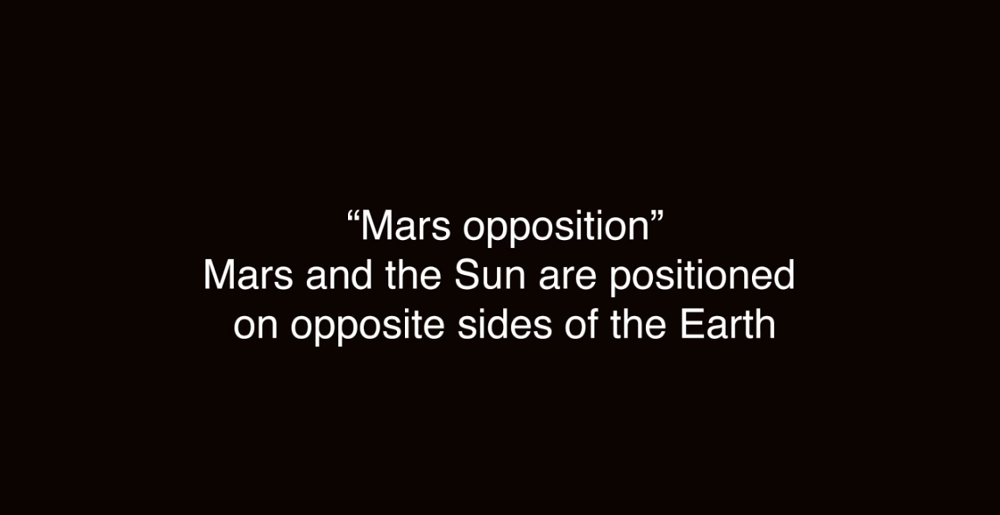 “Mars opposition”
Mars and the Sun are positioned
on opposite sides of the Earth